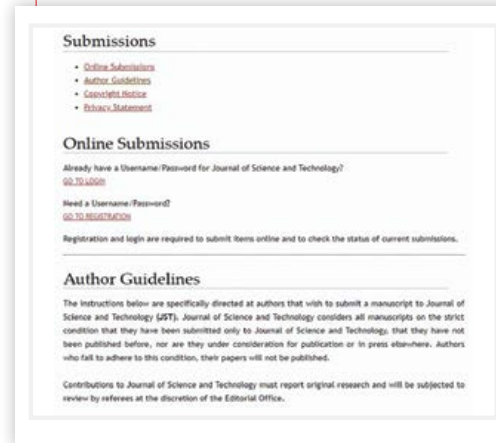 Submissions
Online Submissions
Author Guidelines
Copyright Notice
Privacy Statement
Online Submissions
Already have a Username/Password for Journal of Science and Technology?
GO TO LOGIN
Need a Username/Password?
GO TO REGISTRATION
Registration and login are required to submit items online and to check the status of current submissions.
Author Guidelines
The instructions below are specifically directed at authors that wish to submit a manuscript to Journal of
Science and Technology (JST). Journal of Science and Technology considers all manuscripts on the strict
condition that they have been submitted only to Journal of Science and Technology, that they have not
been published before, nor are they under consideration for publication or in press elsewhere. Authors
who fail to adhere to this condition, their papers will not be published.
Contributions to Journal of Science and Technology must report original research and will be subjected to
review by referees at the discretion of the Editorial Office.